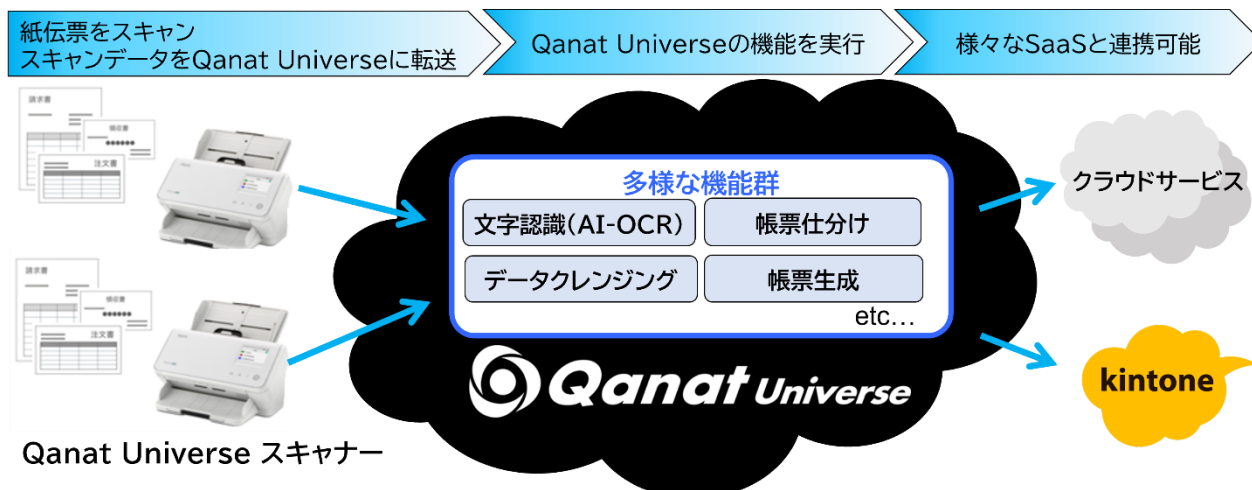 紙伝票をスキャン
スキャンデータをQanat Universeに転送
Qanat Universeの機能を実行
様々なSaaSと連携可能
請求書
領収書
注文書
請求書
領収書
注文書
多様な機能群
文字認識(AI-OCR)
帳票仕分け
データクレンジング
帳票生成
etc…
Qanat Universe
クラウドサービス
kintone
Qanat Universe スキャナー